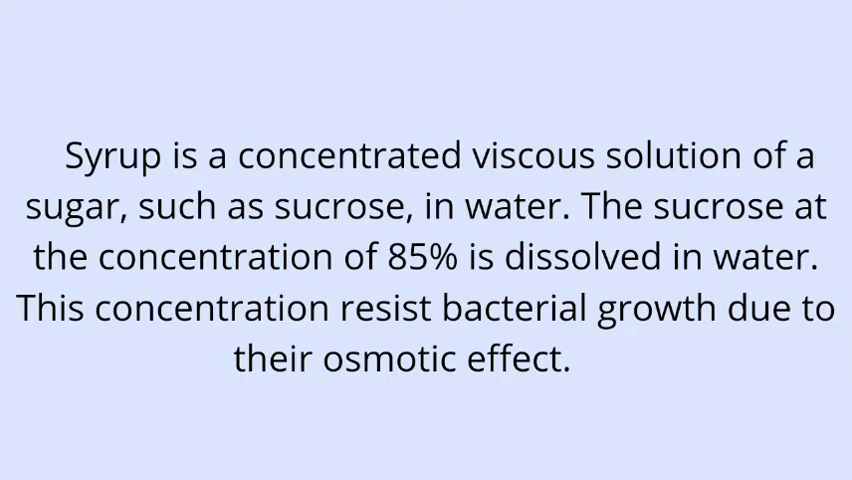 Syrup is a concentrated viscous solution of a
sugar, such as sucrose, in water. The sucrose at
the concentration of 85% is dissolved in water.
This concentration resist bacterial growth due to
their osmotic effect.